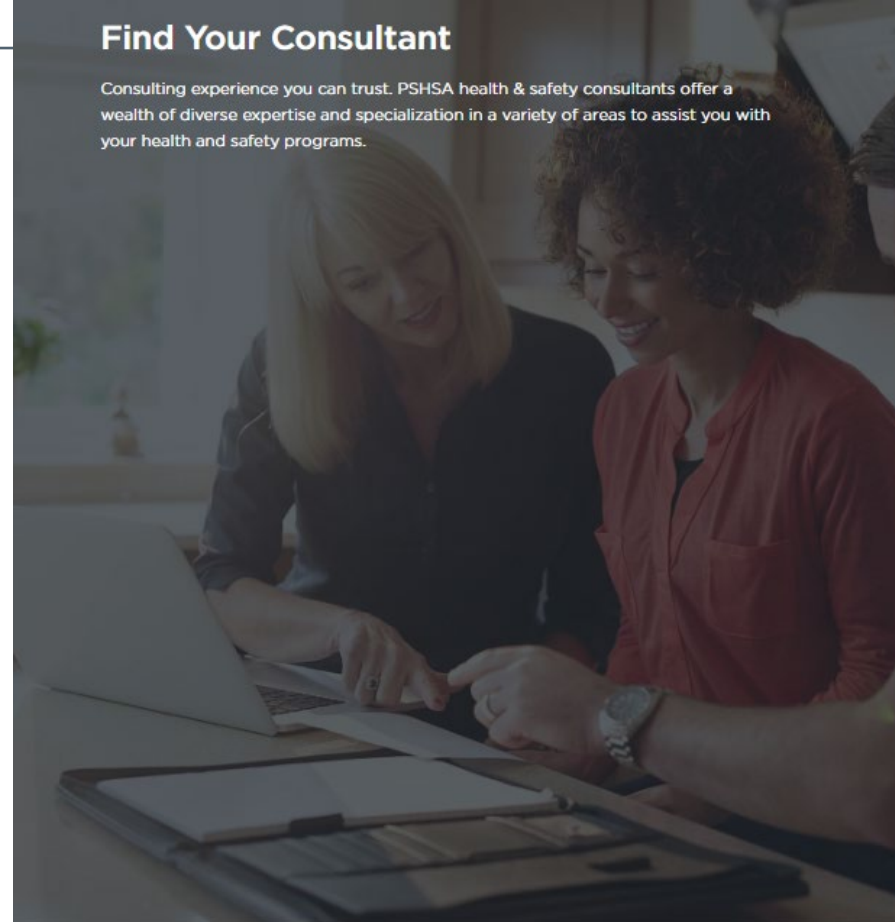 Find Your Consultant
Consulting experience you can trust. PSHSA health & safety consultants offer a
wealth of diverse expertise and specialization in a variety of areas to assist you with
your health and safety programs.